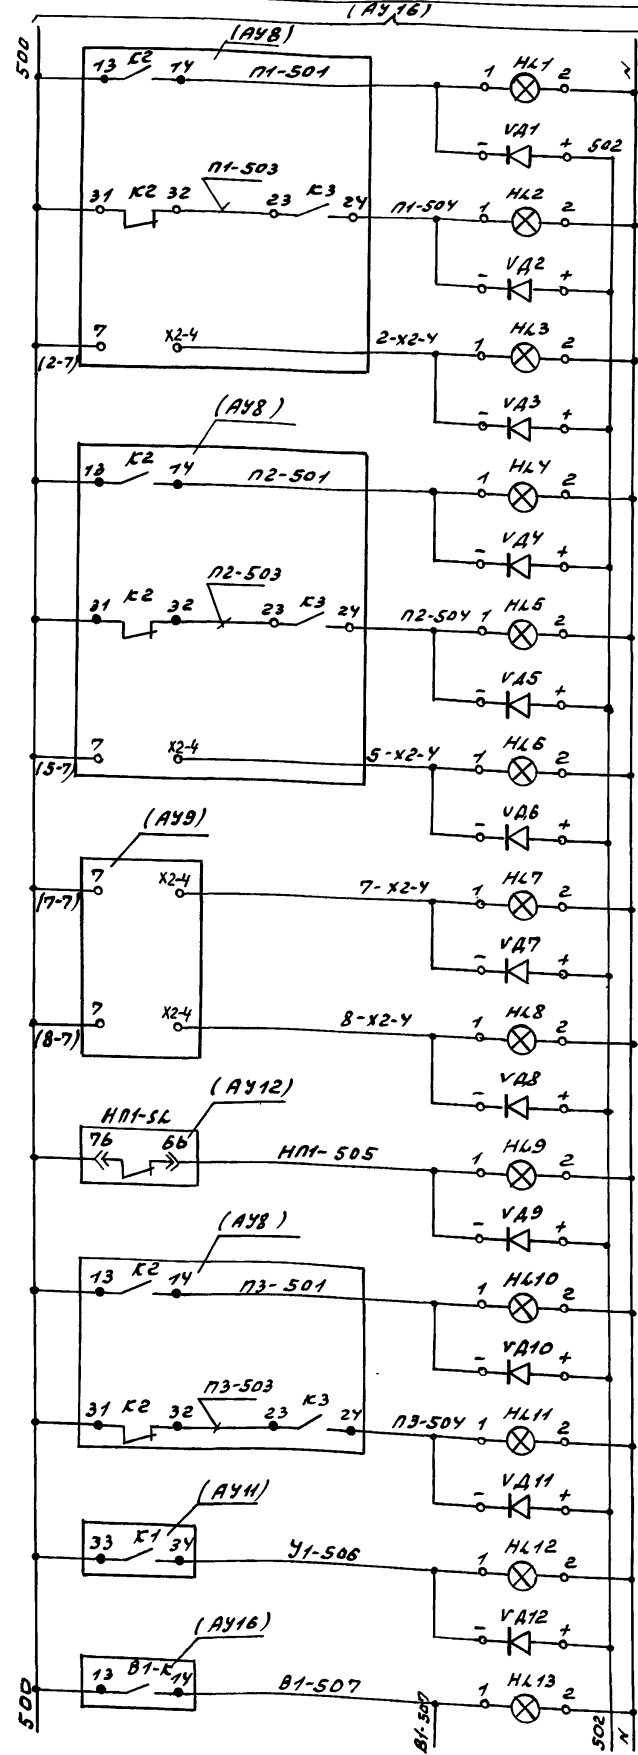 (АУ16)
500
(АУ8)
13 К2 14 П1-501 1 HL1 2 N
- VД1 + 502
П1-503
31 К2 32 23 К3 24 П1-504 1 HL2 2
- VД2 +
7 Х2-4 2-Х2-4 1 HL3 2
(2-7)
- VД3 +
(АУ8)
13 К2 14 П2-501 1 HL4 2
- VД4 +
П2-503
31 К2 32 23 К3 24 П2-504 1 HL5 2
- VД5 +
7 Х2-4 5-Х2-4 1 HL6 2
(5-7)
- VД6 +
(АУ9)
7 Х2-4 7-Х2-4 1 HL7 2
(7-7)
- VД7 +
7 Х2-4 8-Х2-4 1 HL8 2
(8-7)
- VД8 +
(АУ12)
НП1-SL
7б 6б НП1-505 1 HL9 2
- VД9 +
(АУ8)
13 К2 14 П3-501 1 HL10 2
- VД10 +
П3-503
31 К2 32 23 К3 24 П3-504 1 HL11 2
- VД11 +
(АУ11)
33 К1 34 У1-506 1 HL12 2
- VД12 +
(АУ16)
13 В1-К 14 В1-507 1 HL13 2
500 В1-507 502 N